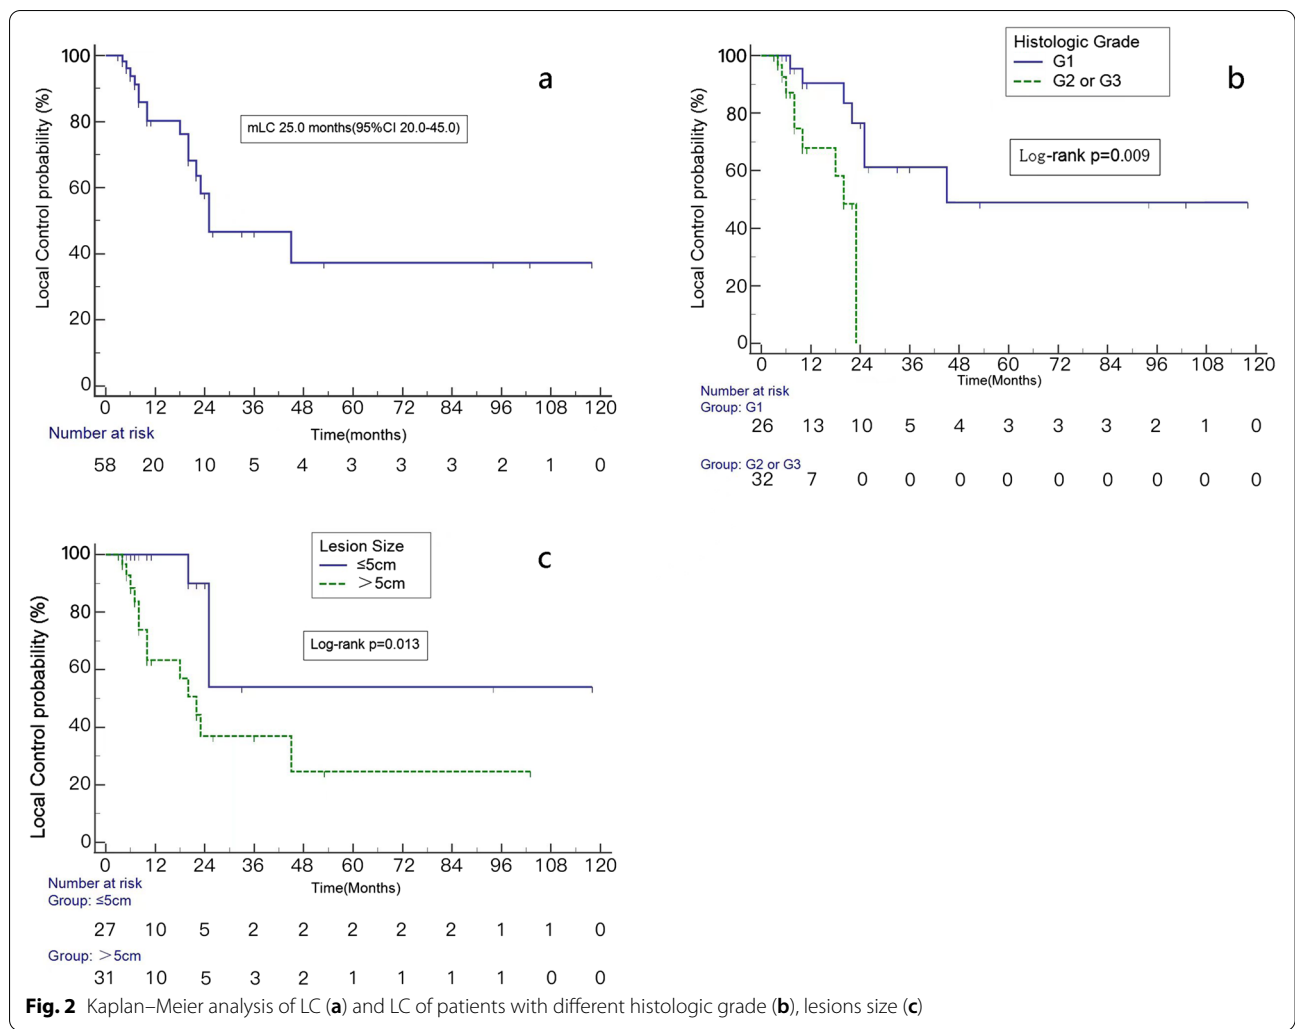 a
Local Control probability (%)
100
80
60
40
20
0
mLC 25.0 months(95%CI 20.0-45.0)
0 12 24 36 48 60 72 84 96 108 120
Number at risk
Time(months)
58 20 10 5 4 3 3 3 2 1 0
b
Histologic Grade
G1
G2 or G3
Local Control probability (%)
100
80
60
40
20
0
Log-rank p=0.009
0 12 24 36 48 60 72 84 96 108 120
Time(Months)
Number at risk
Group: G1
26 13 10 5 4 3 3 3 2 1 0
Group: G2 or G3
32 7 0 0 0 0 0 0 0 0 0
c
Lesion Size
≤5cm
>5cm
Local Control probability (%)
100
80
60
40
20
0
Log-rank p=0.013
0 12 24 36 48 60 72 84 96 108 120
Time(Months)
Number at risk
Group: ≤5cm
27 10 5 2 2 2 2 2 1 1 0
Group: >5cm
31 10 5 3 2 1 1 1 1 0 0
Fig. 2 Kaplan–Meier analysis of LC (a) and LC of patients with different histologic grade (b), lesions size (c)